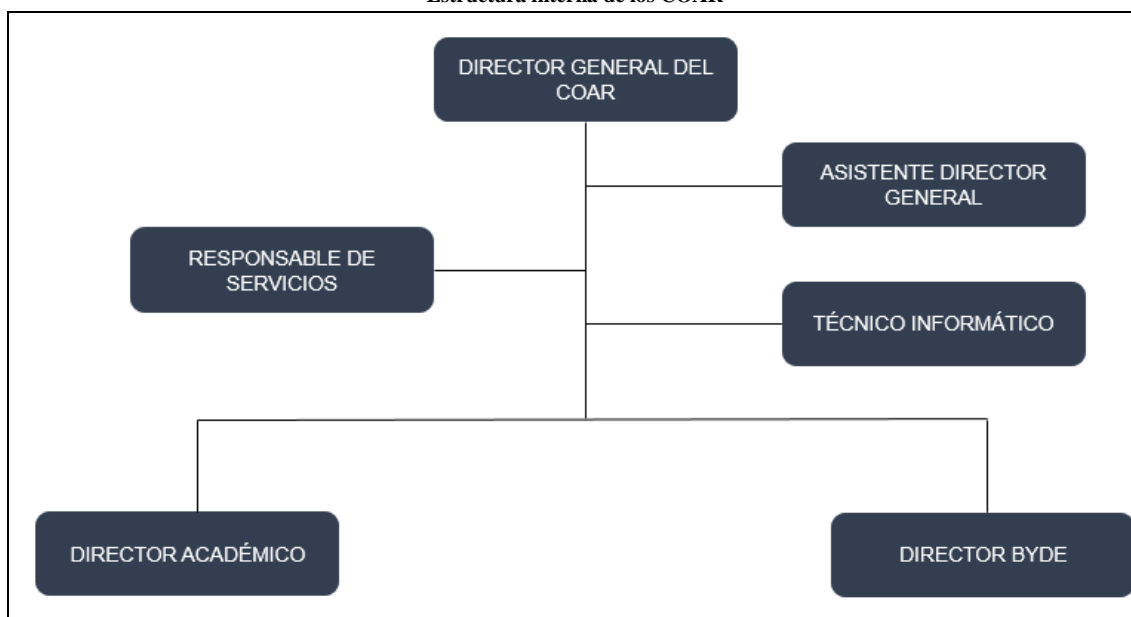 Estructura interna de los COAR
DIRECTOR GENERAL DEL
COAR
ASISTENTE DIRECTOR
GENERAL
RESPONSABLE DE
SERVICIOS
TÉCNICO INFORMÁTICO
DIRECTOR ACADÉMICO
DIRECTOR BYDE